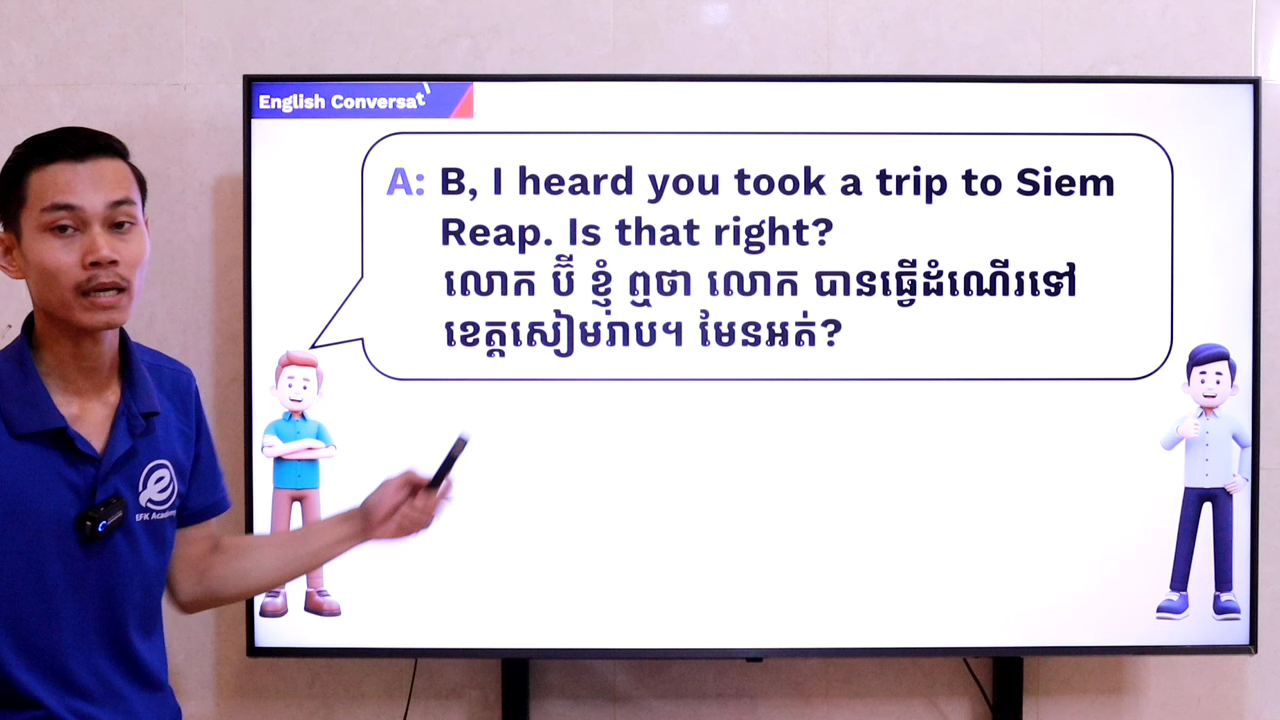 English Conversat
A: B, I heard you took a trip to Siem
Reap. Is that right?
លោក ប៊ី ខ្ញុំ ឮថា លោក បានធ្វើដំណើរទៅ
ខេត្តសៀមរាប។ មែនអត់?
EFK Academy